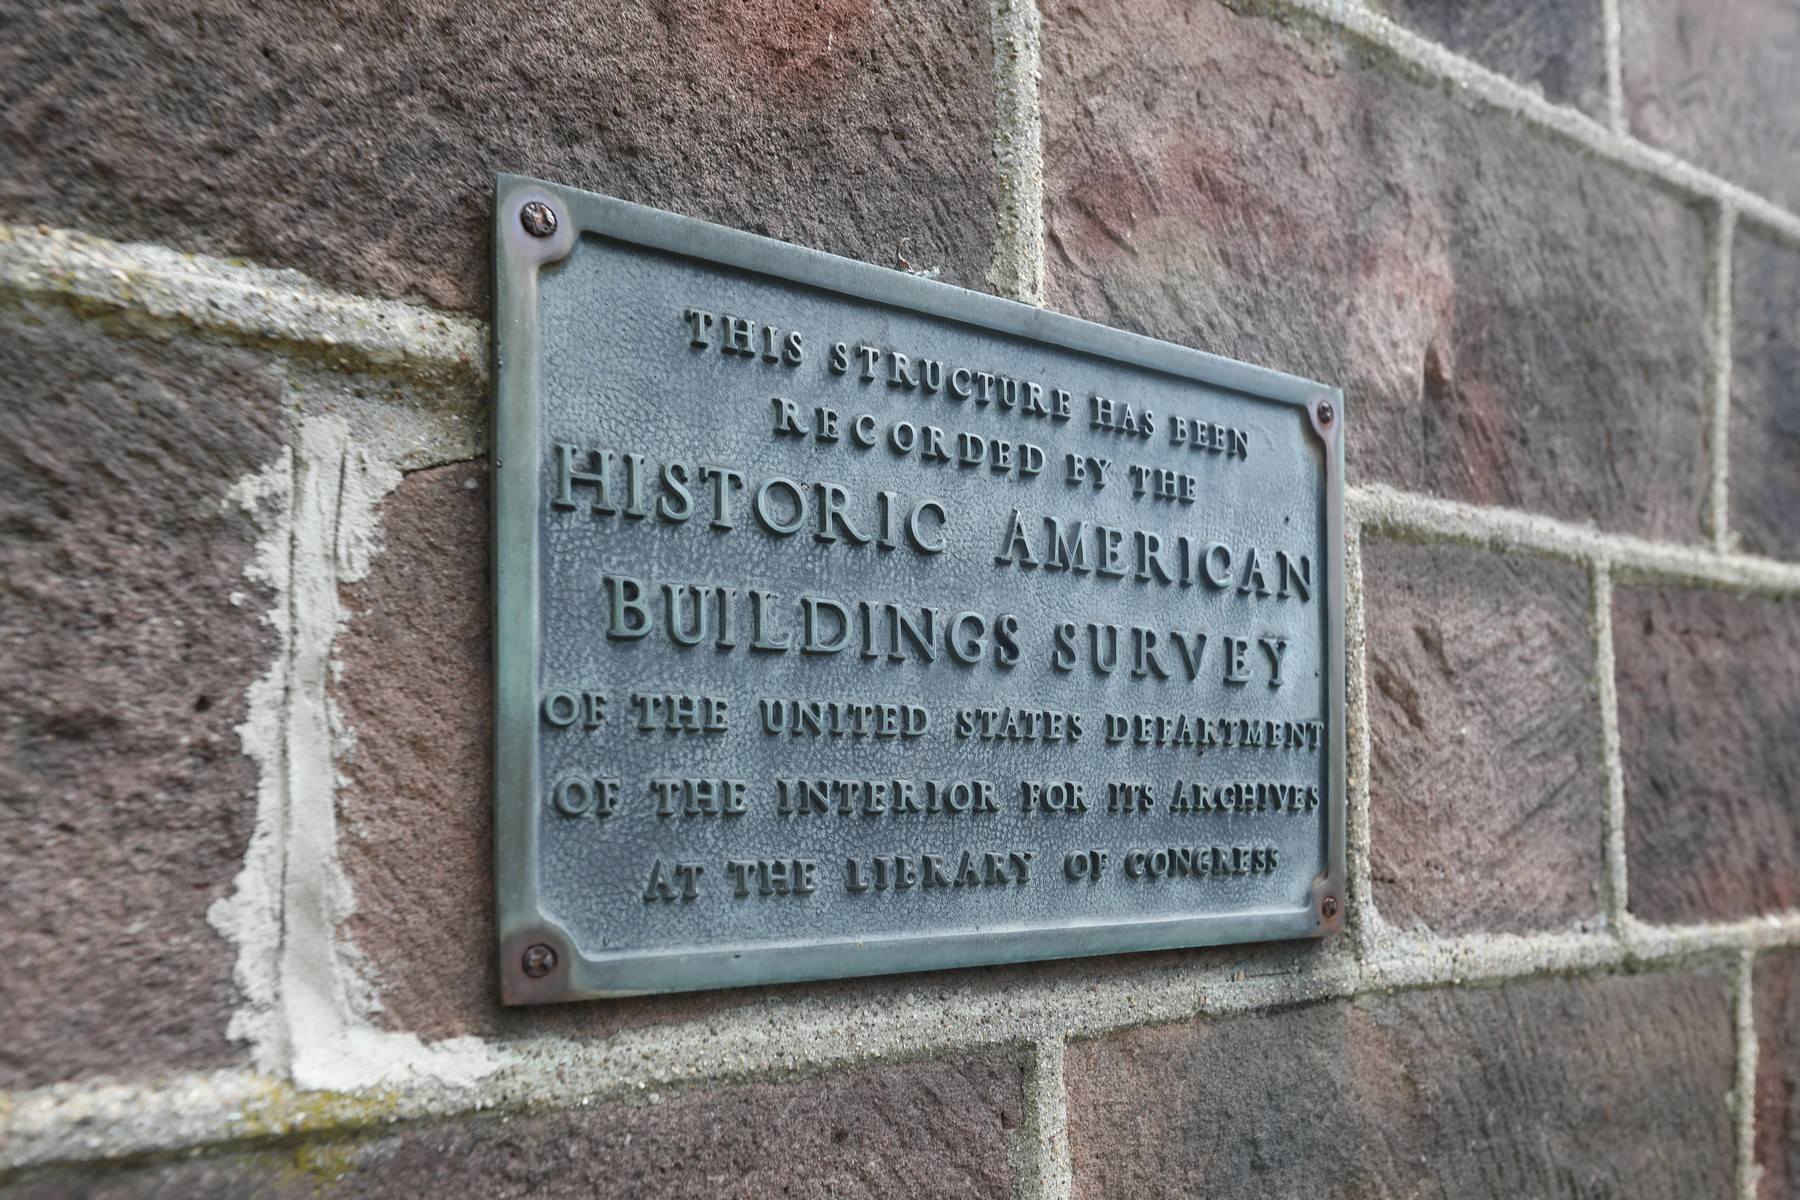 THIS STRUCTURE HAS BEEN
RECORDED BY THE
HISTORIC AMERICAN
BUILDINGS SURVEY
OF THE UNITED STATES DEPARTMENT
OF THE INTERIOR FOR ITS ARCHIVES
AT THE LIBRARY OF CONGRESS